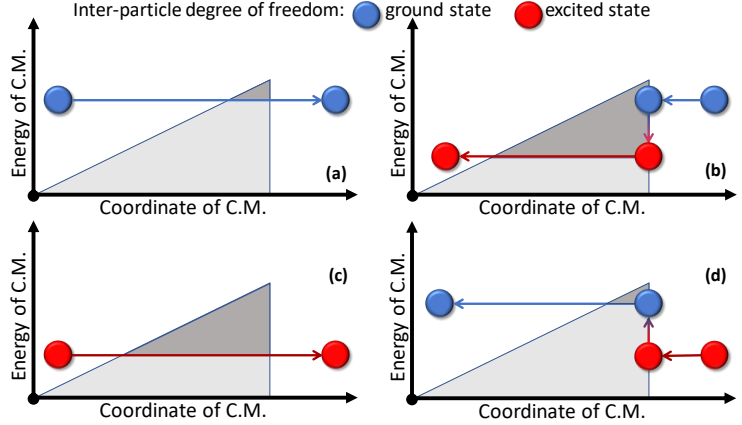 Inter-particle degree of freedom: ground state excited state
Energy of C.M.
(a)
Coordinate of C.M.
Energy of C.M.
(b)
Coordinate of C.M.
Energy of C.M.
(c)
Coordinate of C.M.
Energy of C.M.
(d)
Coordinate of C.M.